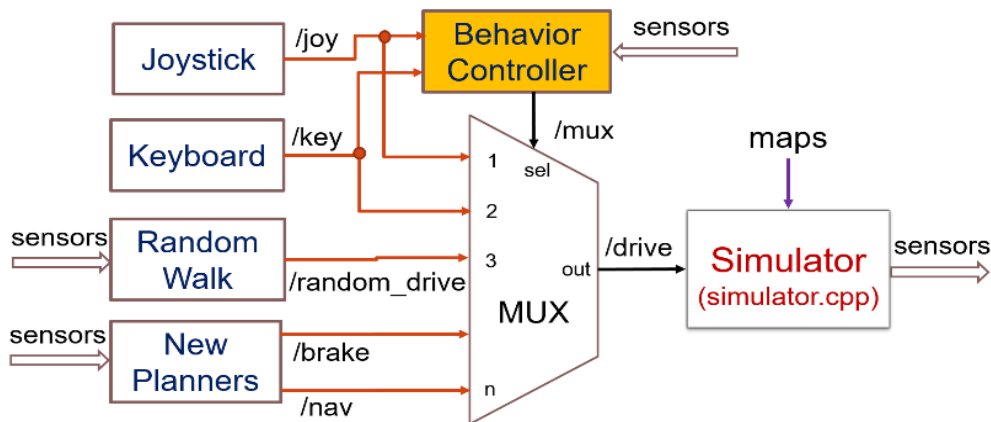 Joystick
/joy
Behavior
Controller
sensors
Keyboard
/key
/mux
maps
1
sel
2
sensors
Random
Walk
/random_drive
3
out
/drive
MUX
Simulator
(simulator.cpp)
sensors
sensors
New
Planners
/brake
n
/nav